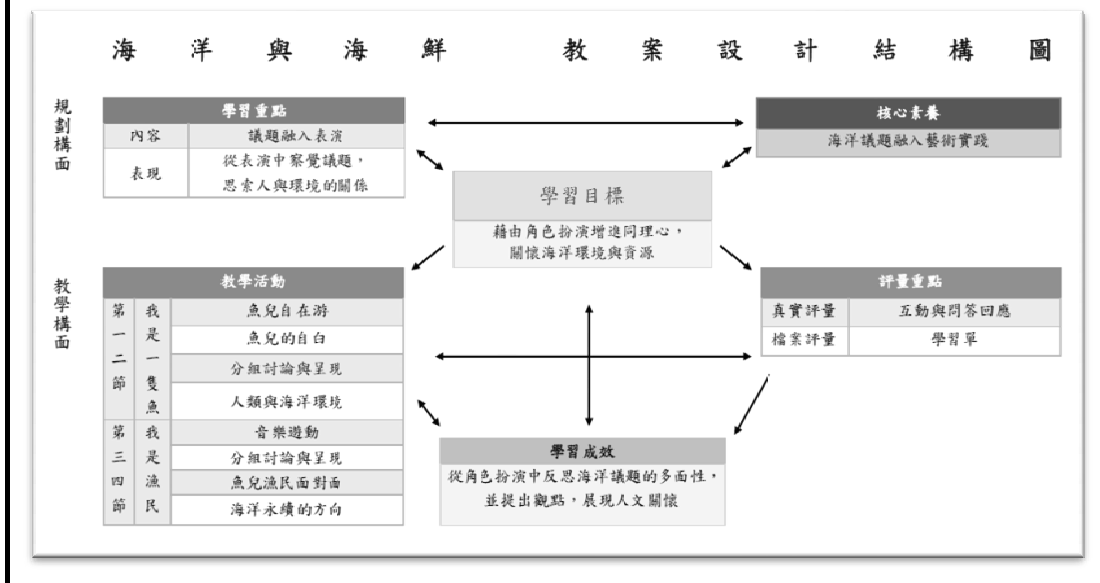 海洋與海鮮 教案設計結構圖
規劃構面
學習重點
內容 議題融入表演
表現 從表演中察覺議題，
思索人與環境的關係
核心素養
海洋議題融入藝術實踐
學習目標
藉由角色扮演增進同理心，
關懷海洋環境與資源
教學構面
教學活動
第一二節 我是一隻魚
魚兒自在游
魚兒的自白
分組討論與呈現
人類與海洋環境
第三四節 我是漁民
音樂遊動
分組討論與呈現
魚兒漁民面對面
海洋永續的方向
評量重點
真實評量 互動與問答回應
檔案評量 學習單
學習成效
從角色扮演中反思海洋議題的多面性，
並提出觀點，展現人文關懷